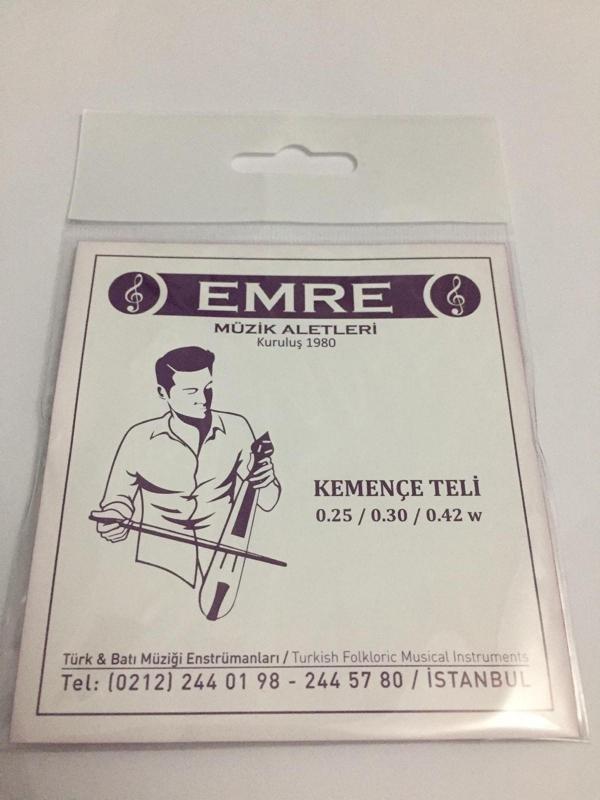 EMRE
MÜZİK ALETLERİ
Kuruluş 1980
KEMENÇE TELİ
0.25 / 0.30 / 0.42 w
Türk & Batı Müziği Enstrümanları / Turkish Folkloric Musical Instruments
Tel: (0212) 244 01 98 - 244 57 80 / İSTANBUL